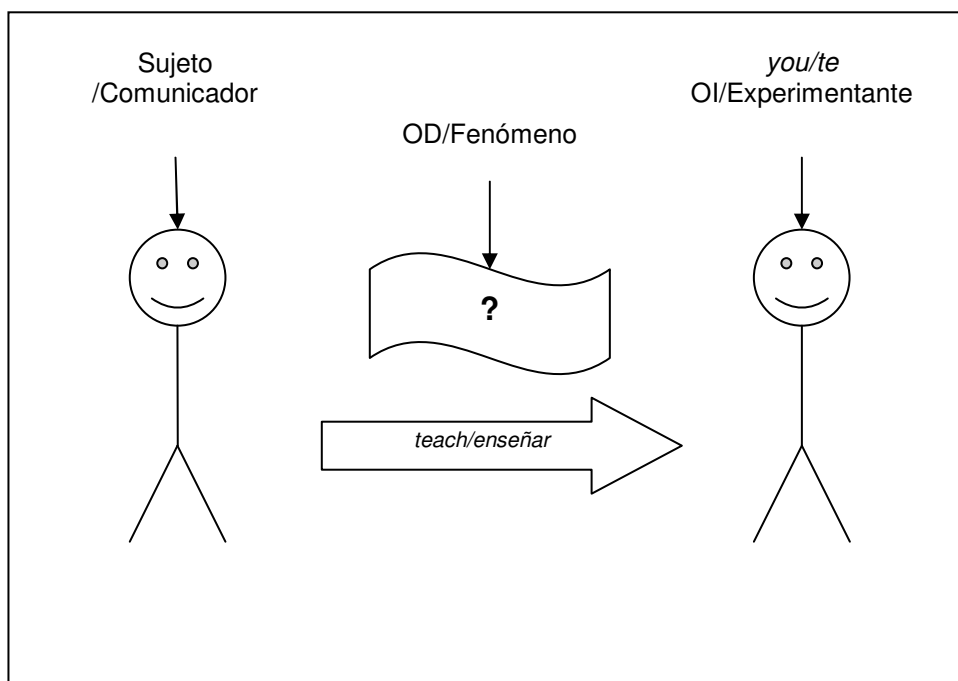 Sujeto
/Comunicador
you/te
OI/Experimentante
OD/Fenómeno
?
teach/enseñar